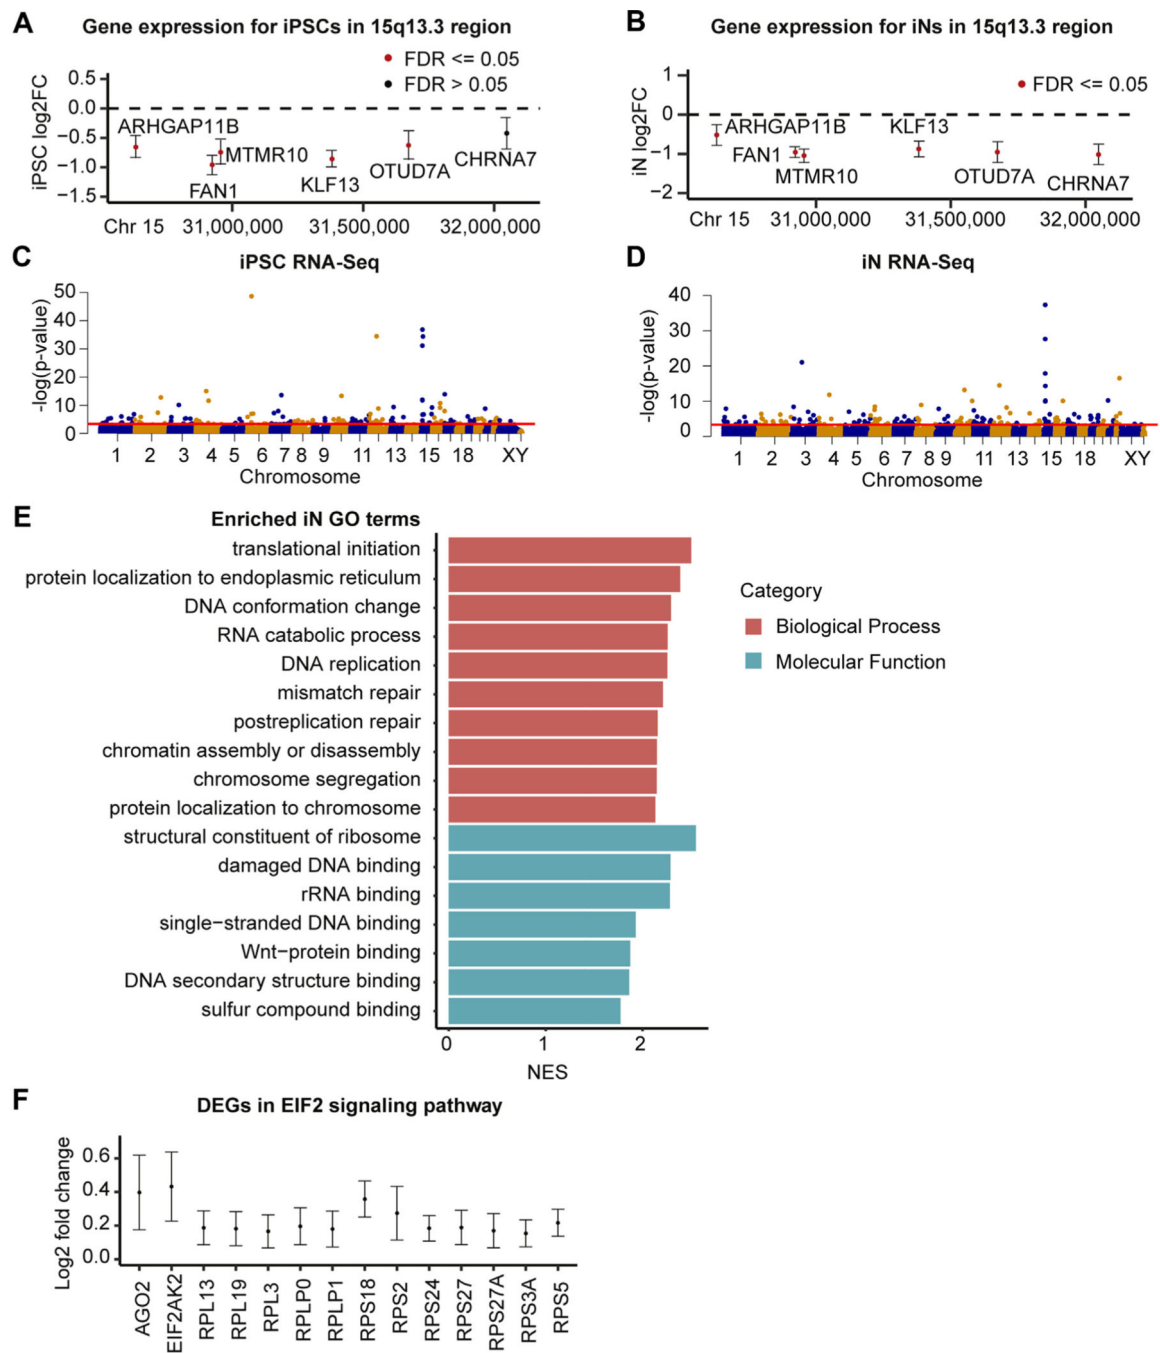 A
Gene expression for iPSCs in 15q13.3 region
FDR <= 0.05
FDR > 0.05
iPSC log2FC
0.5
0.0
−0.5
−1.0
−1.5
ARHGAP11B
MTMR10
FAN1
KLF13
OTUD7A
CHRNA7
Chr 15 31,000,000 31,500,000 32,000,000
B
Gene expression for iNs in 15q13.3 region
FDR <= 0.05
iN log2FC
1
0
−1
−2
ARHGAP11B
KLF13
FAN1
MTMR10
OTUD7A
CHRNA7
Chr 15 31,000,000 31,500,000 32,000,000
C
iPSC RNA-Seq
-log(p-value)
50
40
30
20
10
0
1 2 3 4 5 6 7 8 9 11 13 15 18 XY
Chromosome
D
iN RNA-Seq
-log(p-value)
40
30
20
10
0
1 2 3 4 5 6 7 8 9 11 13 15 18 XY
Chromosome
E
Enriched iN GO terms
translational initiation
protein localization to endoplasmic reticulum
DNA conformation change
RNA catabolic process
DNA replication
mismatch repair
postreplication repair
chromatin assembly or disassembly
chromosome segregation
protein localization to chromosome
structural constituent of ribosome
damaged DNA binding
rRNA binding
single−stranded DNA binding
Wnt−protein binding
DNA secondary structure binding
sulfur compound binding
0 1 2
NES
Category
Biological Process
Molecular Function
F
DEGs in EIF2 signaling pathway
Log2 fold change
0.6
0.4
0.2
0.0
AGO2
EIF2AK2
RPL13
RPL19
RPL3
RPLP0
RPLP1
RPS18
RPS2
RPS24
RPS27
RPS27A
RPS3A
RPS5